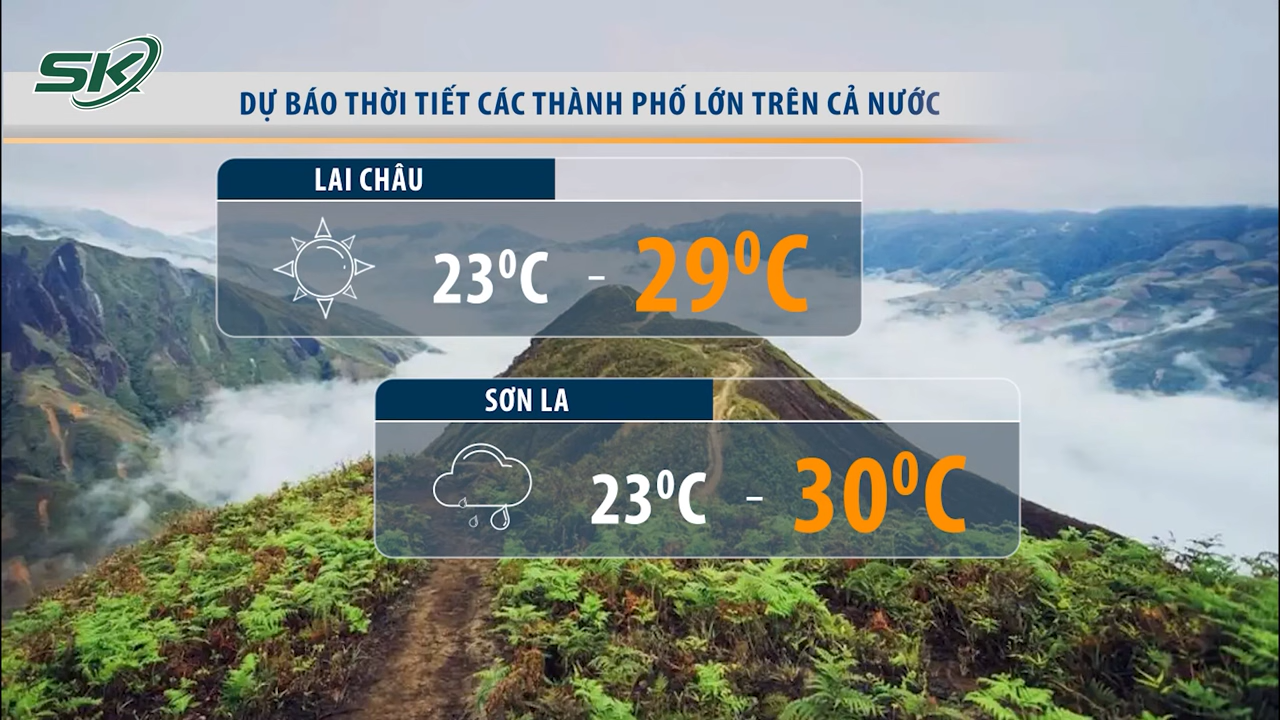 SK
DỰ BÁO THỜI TIẾT CÁC THÀNH PHỐ LỚN TRÊN CẢ NƯỚC
LAI CHÂU
23⁰C - 29⁰C
SƠN LA
23⁰C - 30⁰C